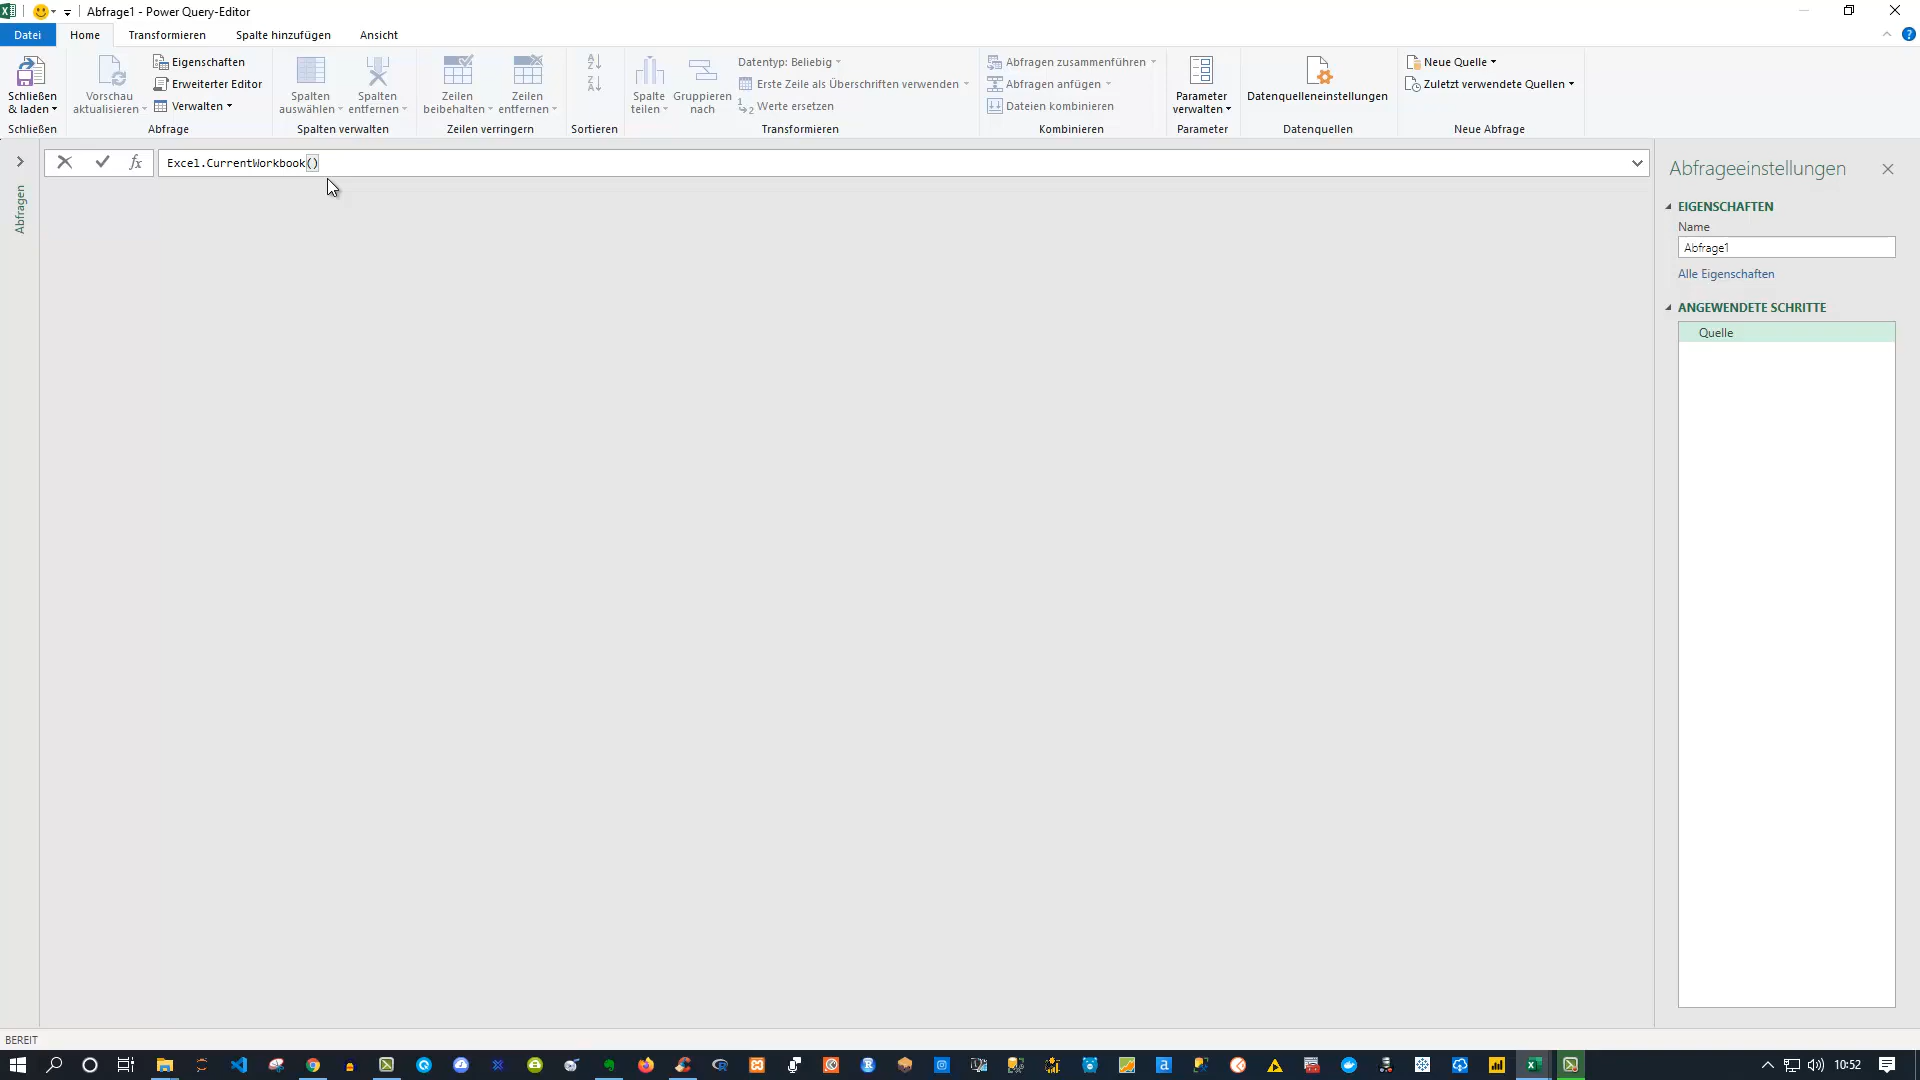 Abfrage1 - Power Query-Editor
Datei Home Transformieren Spalte hinzufügen Ansicht
Schließen & laden
Schließen
Vorschau aktualisieren
Eigenschaften
Erweiterter Editor
Verwalten
Abfrage
Spalten auswählen
Spalten entfernen
Spalten verwalten
Zeilen beibehalten
Zeilen entfernen
Zeilen verringern
Sortieren
Spalte teilen
Gruppieren nach
Datentyp: Beliebig
Erste Zeile als Überschriften verwenden
Werte ersetzen
Transformieren
Abfragen zusammenführen
Abfragen anfügen
Dateien kombinieren
Kombinieren
Parameter verwalten
Parameter
Datenquelleneinstellungen
Datenquellen
Neue Quelle
Zuletzt verwendete Quellen
Neue Abfrage
fx
Excel.CurrentWorkbook()
Abfragen
Abfrageeinstellungen
EIGENSCHAFTEN
Name
Abfrage1
Alle Eigenschaften
ANGEWENDETE SCHRITTE
Quelle
BEREIT
10:52